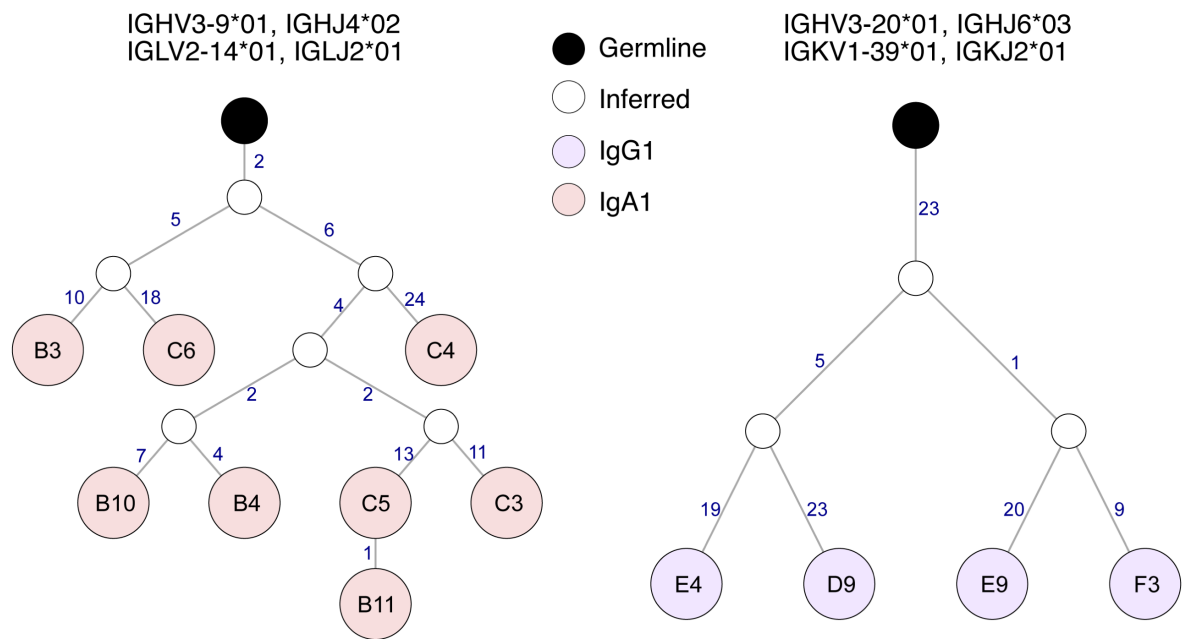 IGHV3-9*01, IGHJ4*02
IGLV2-14*01, IGLJ2*01
2
5
6
10
18
4
24
B3
C6
C4
2
2
7
4
13
11
B10
B4
C5
C3
1
B11
Germline
Inferred
IgG1
IgA1
IGHV3-20*01, IGHJ6*03
IGKV1-39*01, IGKJ2*01
23
5
1
19
23
20
9
E4
D9
E9
F3